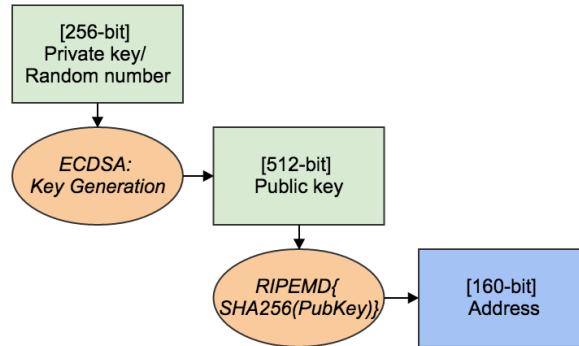 [256-bit]
Private key/
Random number
ECDSA:
Key Generation
[512-bit]
Public key
RIPEMD{
SHA256(PubKey)}
[160-bit]
Address